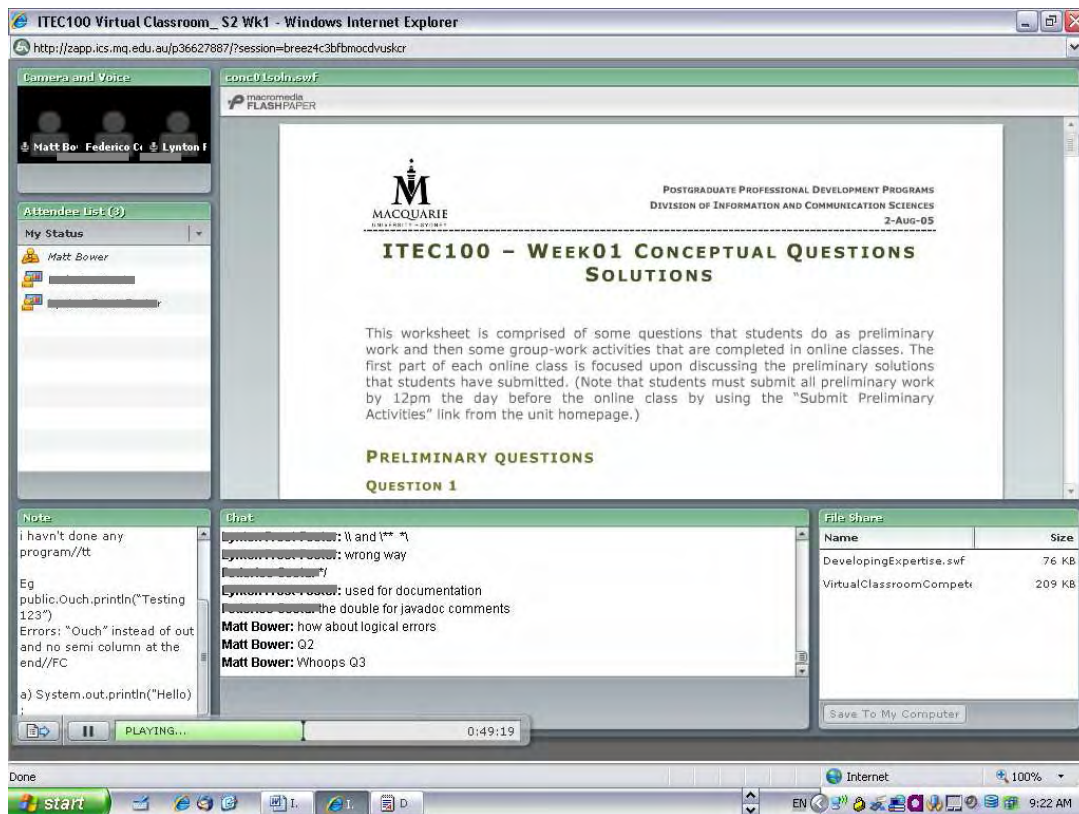 ITEC100 Virtual Classroom_ S2 Wk1 - Windows Internet Explorer
http://zapp.ics.mq.edu.au/p36627887/?session=breez4c3bfbmocdvuskcr
Camera and Voice
Matt Bo
Federico C
Lynton F
Attendee List (3)
My Status
Matt Bower
conc01soln.swf
macromedia
FLASHPAPER
MACQUARIE
UNIVERSITY - SYDNEY
POSTGRADUATE PROFESSIONAL DEVELOPMENT PROGRAMS
DIVISION OF INFORMATION AND COMMUNICATION SCIENCES
2-AUG-05
ITEC100 – WEEK01 CONCEPTUAL QUESTIONS
SOLUTIONS
This worksheet is comprised of some questions that students do as preliminary
work and then some group-work activities that are completed in online classes. The
first part of each online class is focused upon discussing the preliminary solutions
that students have submitted. (Note that students must submit all preliminary work
by 12pm the day before the online class by using the "Submit Preliminary
Activities" link from the unit homepage.)
PRELIMINARY QUESTIONS
QUESTION 1
Note
i havn't done any
program//tt
Eg
public.Ouch.println("Testing
123")
Errors: "Ouch" instead of out
and no semi column at the
end//FC
a) System.out.println("Hello)
;
Chat
: \\ and \** *\
: wrong way
*/
: used for documentation
the double for javadoc comments
Matt Bower: how about logical errors
Matt Bower: Q2
Matt Bower: Whoops Q3
File Share
Name Size
DevelopingExpertise.swf 76 KB
VirtualClassroomCompete 209 KB
Save To My Computer
PLAYING... 0:49:19
Done
Internet
100%
start
I.
I.
D
EN
9:22 AM